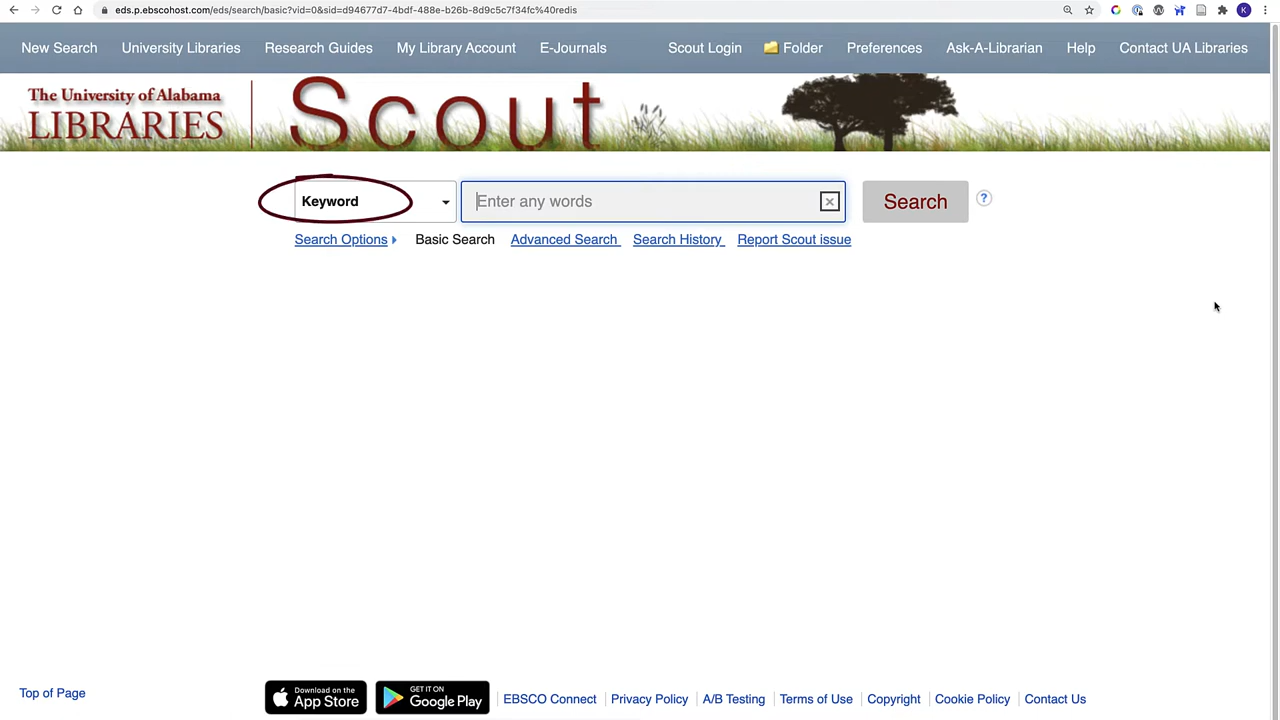 eds.p.ebscohost.com/eds/search/basic?vid=0&sid=d94677d7-4bdf-488e-b26b-8d9c5c7f34fc%40redis
K
New Search University Libraries Research Guides My Library Account E-Journals Scout Login Folder Preferences Ask-A-Librarian Help Contact UA Libraries
The University of Alabama
LIBRARIES
Scout
Keyword Enter any words Search ?
Search Options Basic Search Advanced Search Search History Report Scout issue
Top of Page Download on the App Store GET IT ON Google Play EBSCO Connect Privacy Policy A/B Testing Terms of Use Copyright Cookie Policy Contact Us